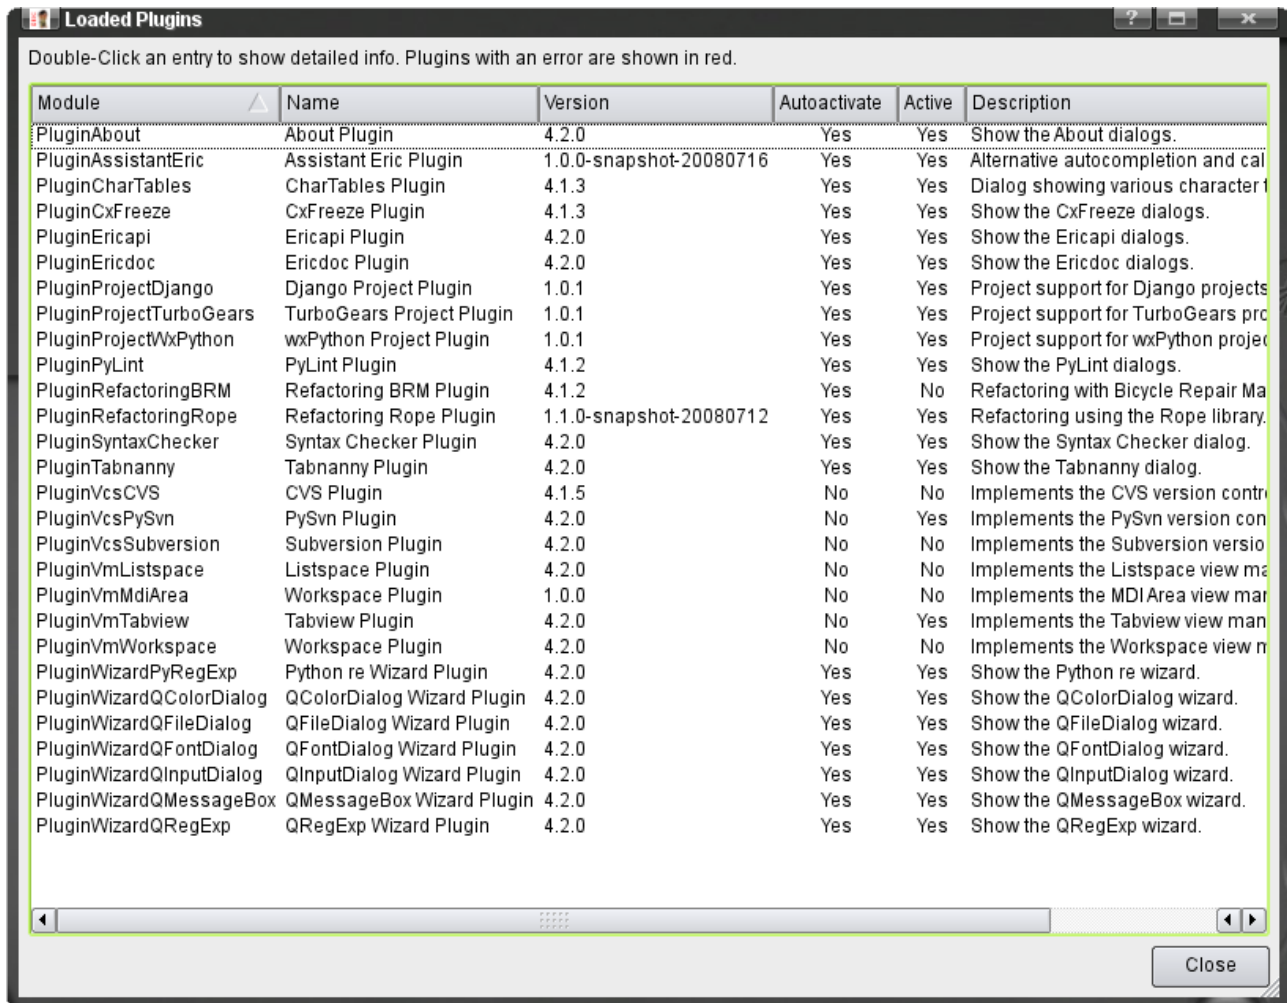 Loaded Plugins
Double-Click an entry to show detailed info. Plugins with an error are shown in red.
Module Name Version Autoactivate Active Description
PluginAbout About Plugin 4.2.0 Yes Yes Show the About dialogs.
PluginAssistantEric Assistant Eric Plugin 1.0.0-snapshot-20080716 Yes Yes Alternative autocompletion and cal
PluginCharTables CharTables Plugin 4.1.3 Yes Yes Dialog showing various character t
PluginCxFreeze CxFreeze Plugin 4.1.3 Yes Yes Show the CxFreeze dialogs.
PluginEricapi Ericapi Plugin 4.2.0 Yes Yes Show the Ericapi dialogs.
PluginEricdoc Ericdoc Plugin 4.2.0 Yes Yes Show the Ericdoc dialogs.
PluginProjectDjango Django Project Plugin 1.0.1 Yes Yes Project support for Django projects
PluginProjectTurboGears TurboGears Project Plugin 1.0.1 Yes Yes Project support for TurboGears pro
PluginProjectWxPython wxPython Project Plugin 1.0.1 Yes Yes Project support for wxPython projec
PluginPyLint PyLint Plugin 4.1.2 Yes Yes Show the PyLint dialogs.
PluginRefactoringBRM Refactoring BRM Plugin 4.1.2 Yes No Refactoring with Bicycle Repair Ma
PluginRefactoringRope Refactoring Rope Plugin 1.1.0-snapshot-20080712 Yes Yes Refactoring using the Rope library.
PluginSyntaxChecker Syntax Checker Plugin 4.2.0 Yes Yes Show the Syntax Checker dialog.
PluginTabnanny Tabnanny Plugin 4.2.0 Yes Yes Show the Tabnanny dialog.
PluginVcsCVS CVS Plugin 4.1.5 No No Implements the CVS version contro
PluginVcsPySvn PySvn Plugin 4.2.0 No Yes Implements the PySvn version con
PluginVcsSubversion Subversion Plugin 4.2.0 No No Implements the Subversion versio
PluginVmListspace Listspace Plugin 4.2.0 No No Implements the Listspace view ma
PluginVmMdiArea Workspace Plugin 1.0.0 No No Implements the MDI Area view mar
PluginVmTabview Tabview Plugin 4.2.0 No Yes Implements the Tabview view man
PluginVmWorkspace Workspace Plugin 4.2.0 No No Implements the Workspace view m
PluginWizardPyRegExp Python re Wizard Plugin 4.2.0 Yes Yes Show the Python re wizard.
PluginWizardQColorDialog QColorDialog Wizard Plugin 4.2.0 Yes Yes Show the QColorDialog wizard.
PluginWizardQFileDialog QFileDialog Wizard Plugin 4.2.0 Yes Yes Show the QFileDialog wizard.
PluginWizardQFontDialog QFontDialog Wizard Plugin 4.2.0 Yes Yes Show the QFontDialog wizard.
PluginWizardQInputDialog QInputDialog Wizard Plugin 4.2.0 Yes Yes Show the QInputDialog wizard.
PluginWizardQMessageBox QMessageBox Wizard Plugin 4.2.0 Yes Yes Show the QMessageBox wizard.
PluginWizardQRegExp QRegExp Wizard Plugin 4.2.0 Yes Yes Show the QRegExp wizard.
Close